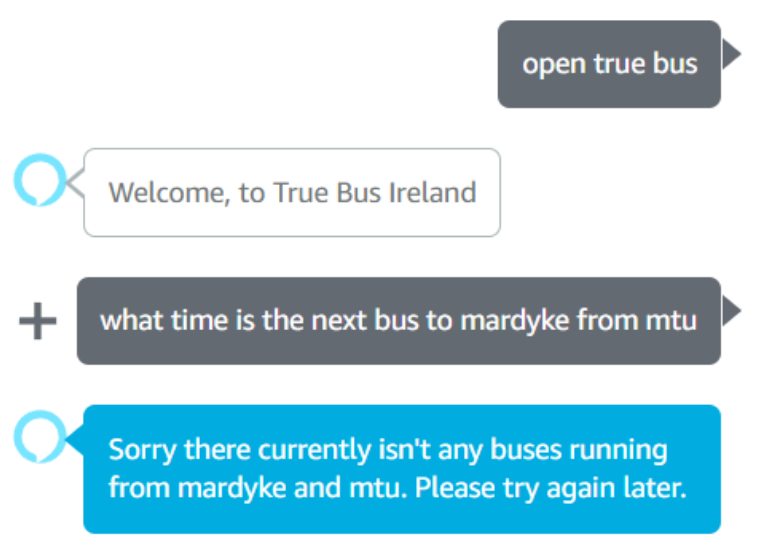 open true bus
Welcome, to True Bus Ireland
what time is the next bus to mardyke from mtu
Sorry there currently isn't any buses running
from mardyke and mtu. Please try again later.